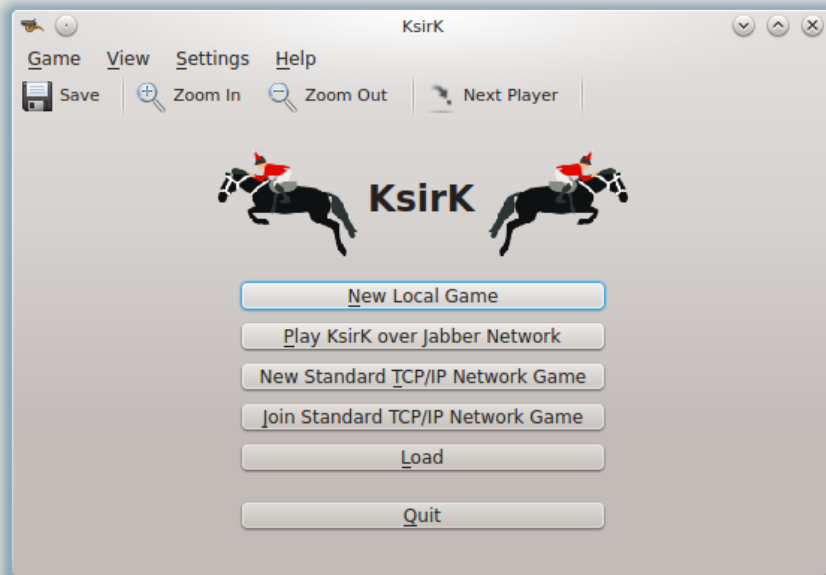 KsirK
Game View Settings Help
Save Zoom In Zoom Out Next Player
KsirK
New Local Game
Play KsirK over Jabber Network
New Standard TCP/IP Network Game
Join Standard TCP/IP Network Game
Load
Quit